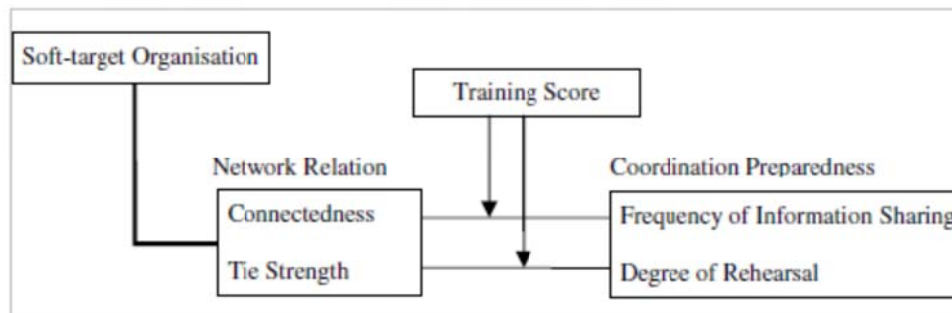 Soft-target Organisation
Training Score
Network Relation
Coordination Preparedness
Connectedness
Frequency of Information Sharing
Tie Strength
Degree of Rehearsal